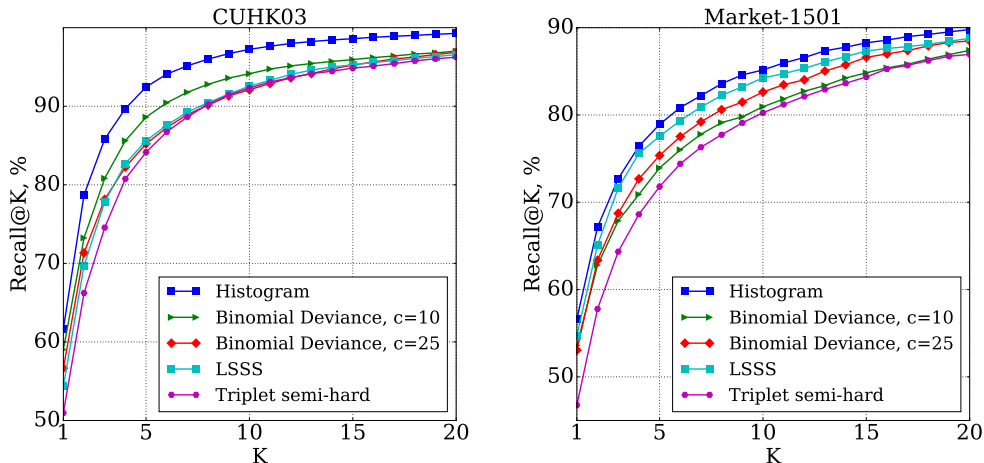 CUHK03
Recall@K, %
90
80
70
60
50
1 5 10 15 20
K
Histogram
Binomial Deviance, c=10
Binomial Deviance, c=25
LSSS
Triplet semi-hard
Market-1501
Recall@K, %
90
80
70
60
50
1 5 10 15 20
K
Histogram
Binomial Deviance, c=10
Binomial Deviance, c=25
LSSS
Triplet semi-hard